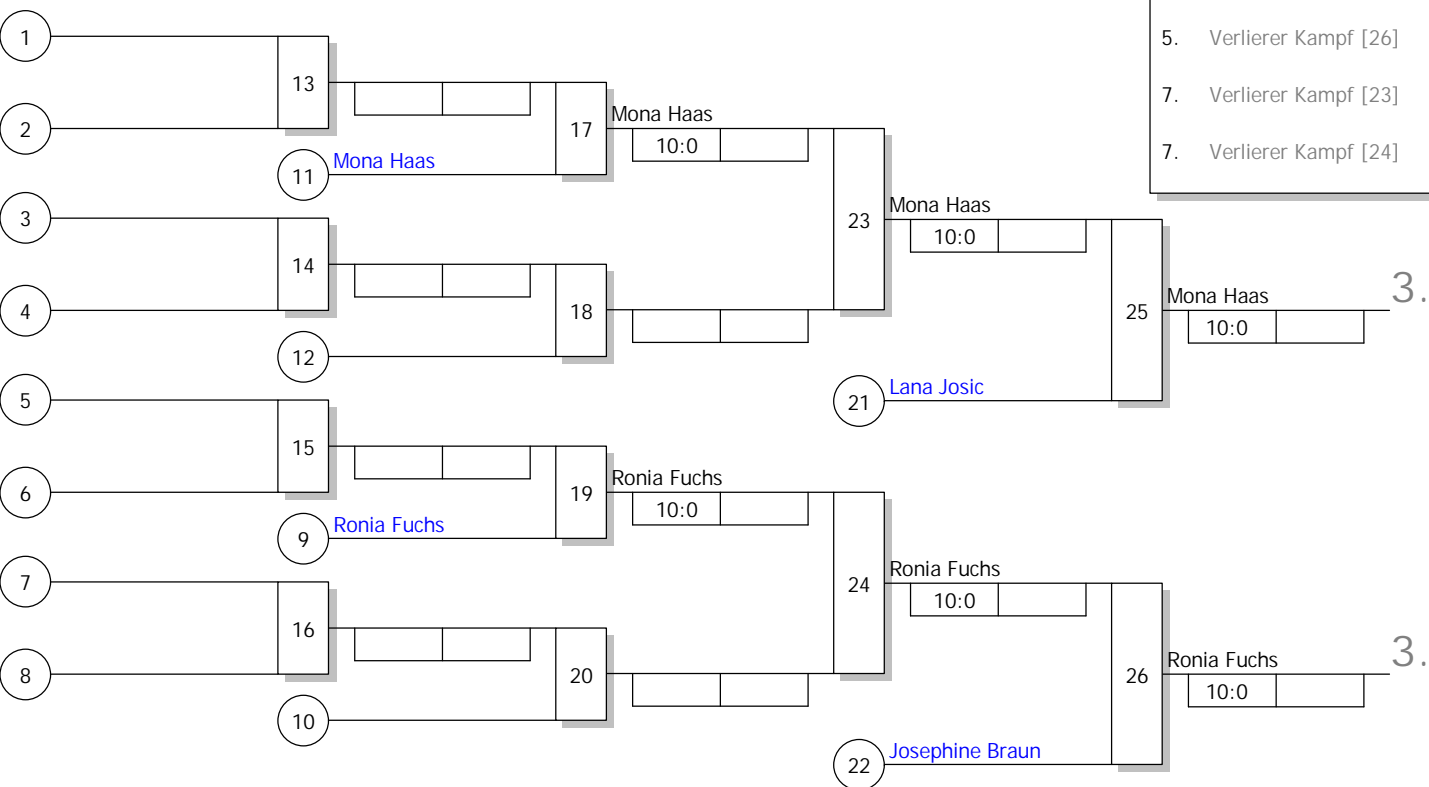 5. Verlierer Kampf [26]
7. Verlierer Kampf [23]
7. Verlierer Kampf [24]
1
13
2
17
Mona Haas
10:0
11
Mona Haas
3
14
4
18
12
23
Mona Haas
10:0
25
Mona Haas
10:0
3.
21
Lana Josic
5
15
6
19
Ronia Fuchs
10:0
9
Ronia Fuchs
7
16
8
20
10
24
Ronia Fuchs
10:0
26
Ronia Fuchs
10:0
3.
22
Josephine Braun